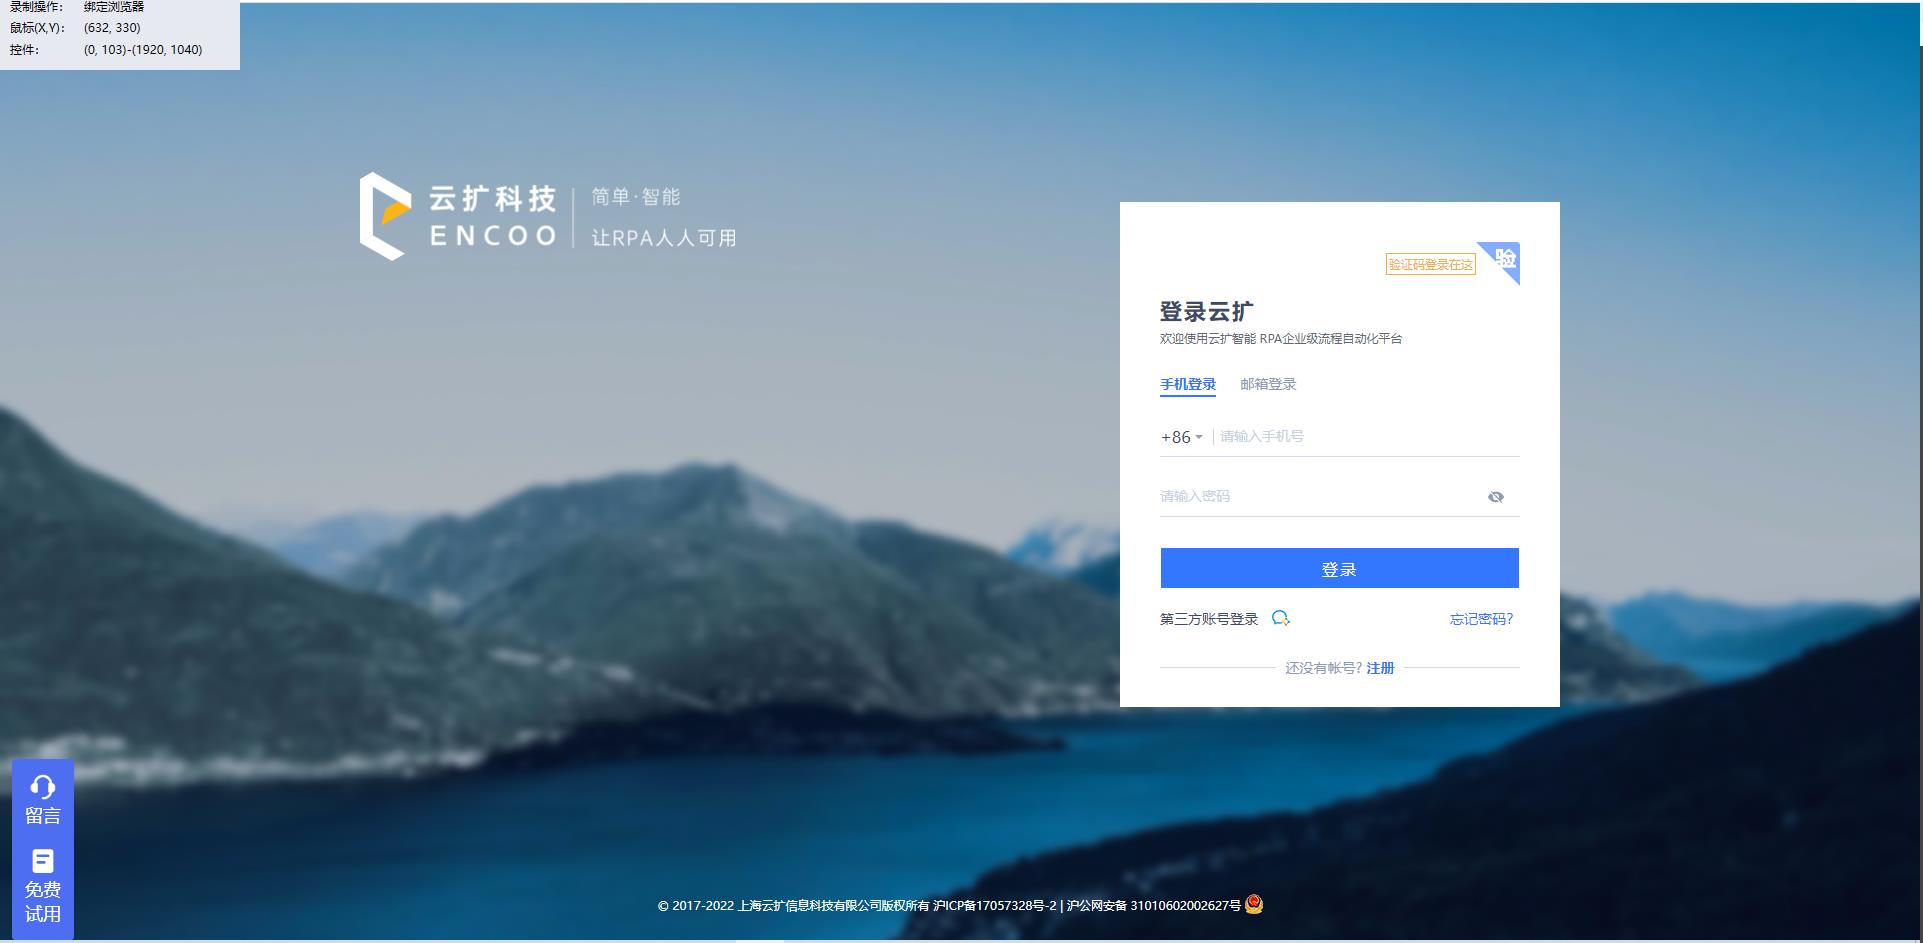 录制操作： 绑定浏览器
鼠标(X,Y)： (632, 330)
控件： (0, 103)-(1920, 1040)
云扩科技
ENCOO
简单·智能
让RPA人人可用
验证码登录在这
验
登录云扩
欢迎使用云扩智能 RPA企业级流程自动化平台
手机登录 邮箱登录
+86 请输入手机号
请输入密码
登录
第三方账号登录 忘记密码?
还没有帐号? 注册
留言
免费
试用
© 2017-2022 上海云扩信息科技有限公司版权所有 沪ICP备17057328号-2 | 沪公网安备 31010602002627号